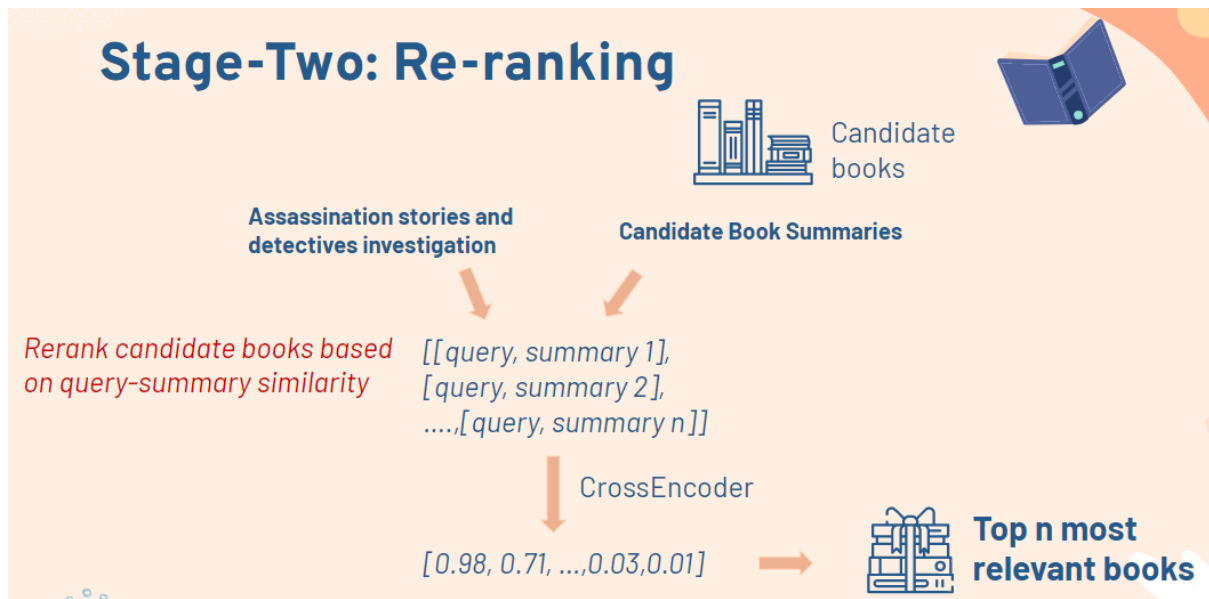 Stage-Two: Re-ranking
Candidate
books
Assassination stories and
detectives investigation
Candidate Book Summaries
Rerank candidate books based
on query-summary similarity
[[query, summary 1],
[query, summary 2],
....,[query, summary n]]
CrossEncoder
[0.98, 0.71, ...,0.03,0.01]
Top n most
relevant books